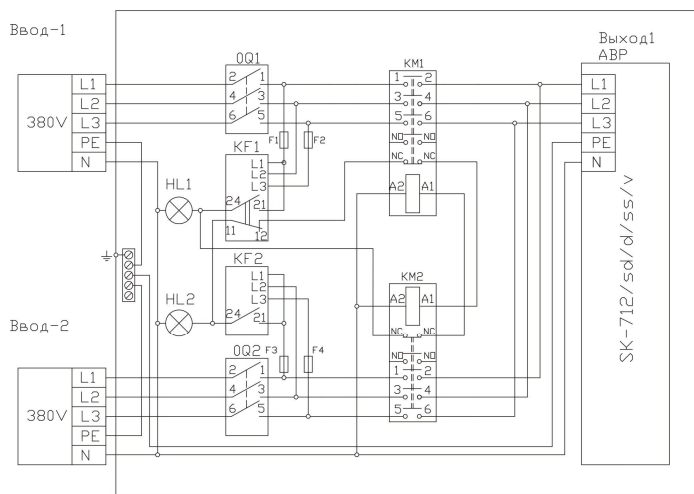 Ввод-1
380V
L1
L2
L3
PE
N
0Q1
2 1
4 3
6 5
F1
F2
KF1
L1
L2
L3
24 21
11 12
HL1
KM1
1 2
3 4
5 6
NO NO
NC NC
A2 A1
Выход1
АВР
L1
L2
L3
PE
N
SK-712/sd/d/ss/v
KF2
L1
L2
L3
24 21
HL2
KM2
A2 A1
NC NC
NO NO
1 2
3 4
5 6
Ввод-2
380V
L1
L2
L3
PE
N
0Q2
2 1
4 3
6 5
F3
F4